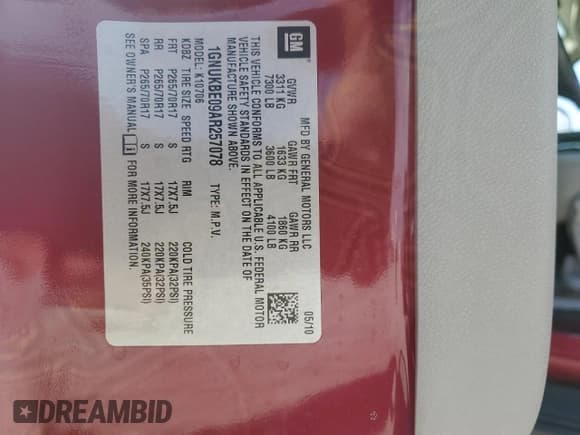 GM
MFD BY GENERAL MOTORS LLC
05/10
GVWR GAWR FRT GAWR RR
3311 KG 1633 KG 1860 KG
7300 LB 3600 LB 4100 LB
THIS VEHICLE CONFORMS TO ALL APPLICABLE U.S. FEDERAL MOTOR
VEHICLE SAFETY STANDARDS IN EFFECT ON THE DATE OF
MANUFACTURE SHOWN ABOVE.
1GNUKBE09AR257078 TYPE: M.P.V.
MODEL: K10706
KDBZ TIRE SIZE SPEED RTG RIM COLD TIRE PRESSURE
FRT P265/70R17 S 17X7.5J 220KPA(32PSI)
RR P265/70R17 S 17X7.5J 220KPA(32PSI)
SPA P265/70R17 S 17X7.5J 240KPA(35PSI)
SEE OWNER'S MANUAL FOR MORE INFORMATION.
DREAMBID